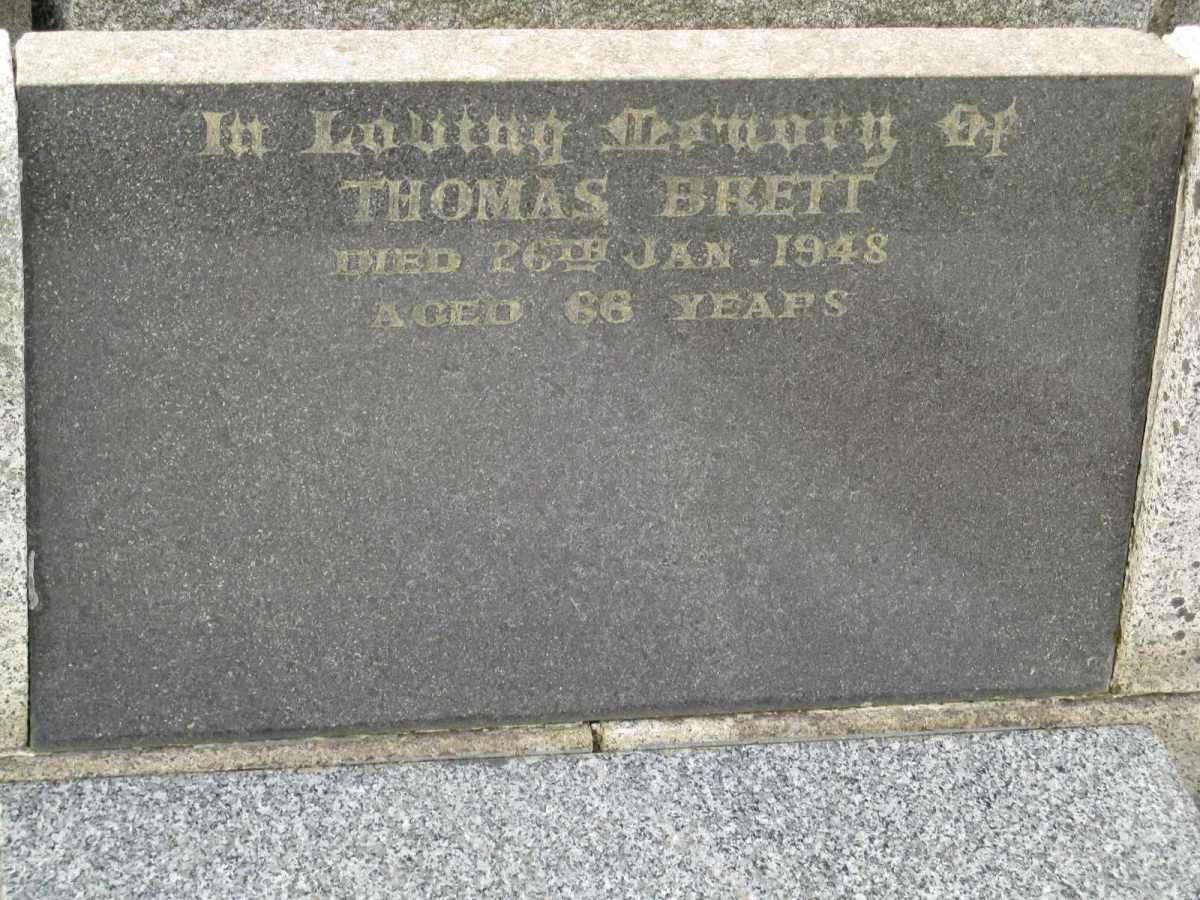 In Loving Memory Of
THOMAS BRETT
DIED 26TH JAN. 1948
AGED 66 YEARS